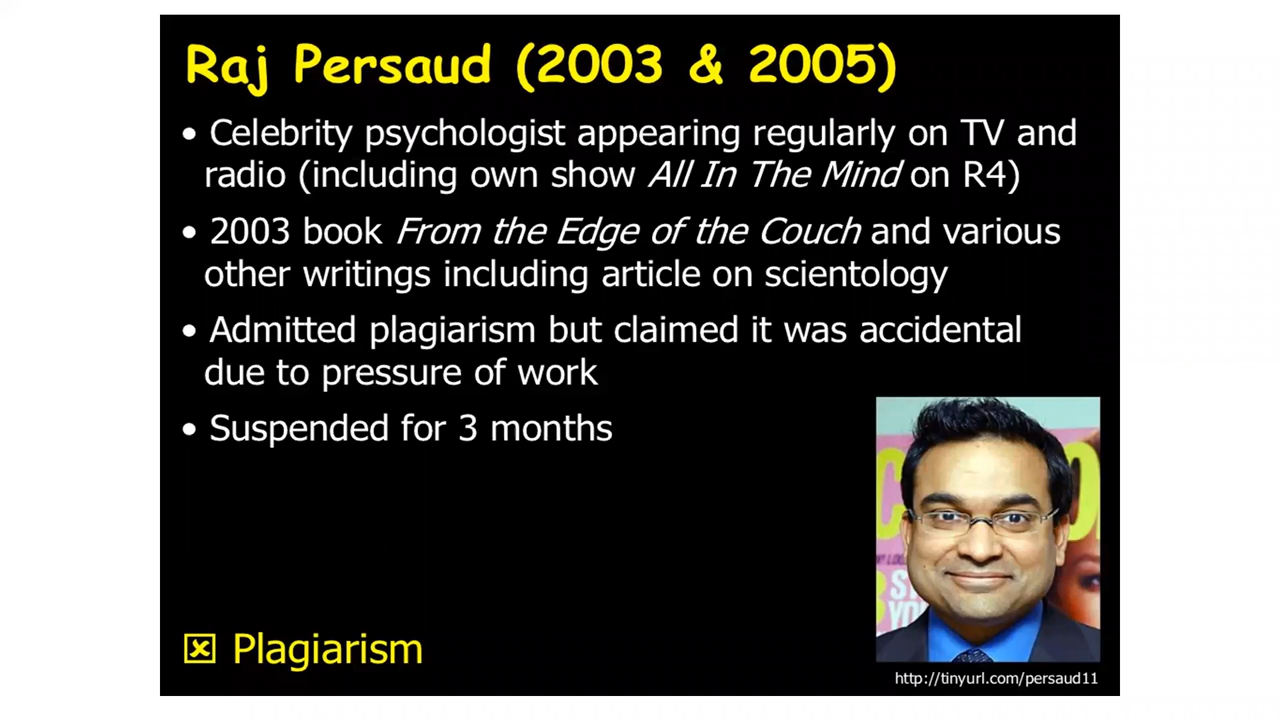 Raj Persaud (2003 & 2005)
• Celebrity psychologist appearing regularly on TV and
radio (including own show All In The Mind on R4)
• 2003 book From the Edge of the Couch and various
other writings including article on scientology
• Admitted plagiarism but claimed it was accidental
due to pressure of work
• Suspended for 3 months
☒ Plagiarism
http://tinyurl.com/persaud11